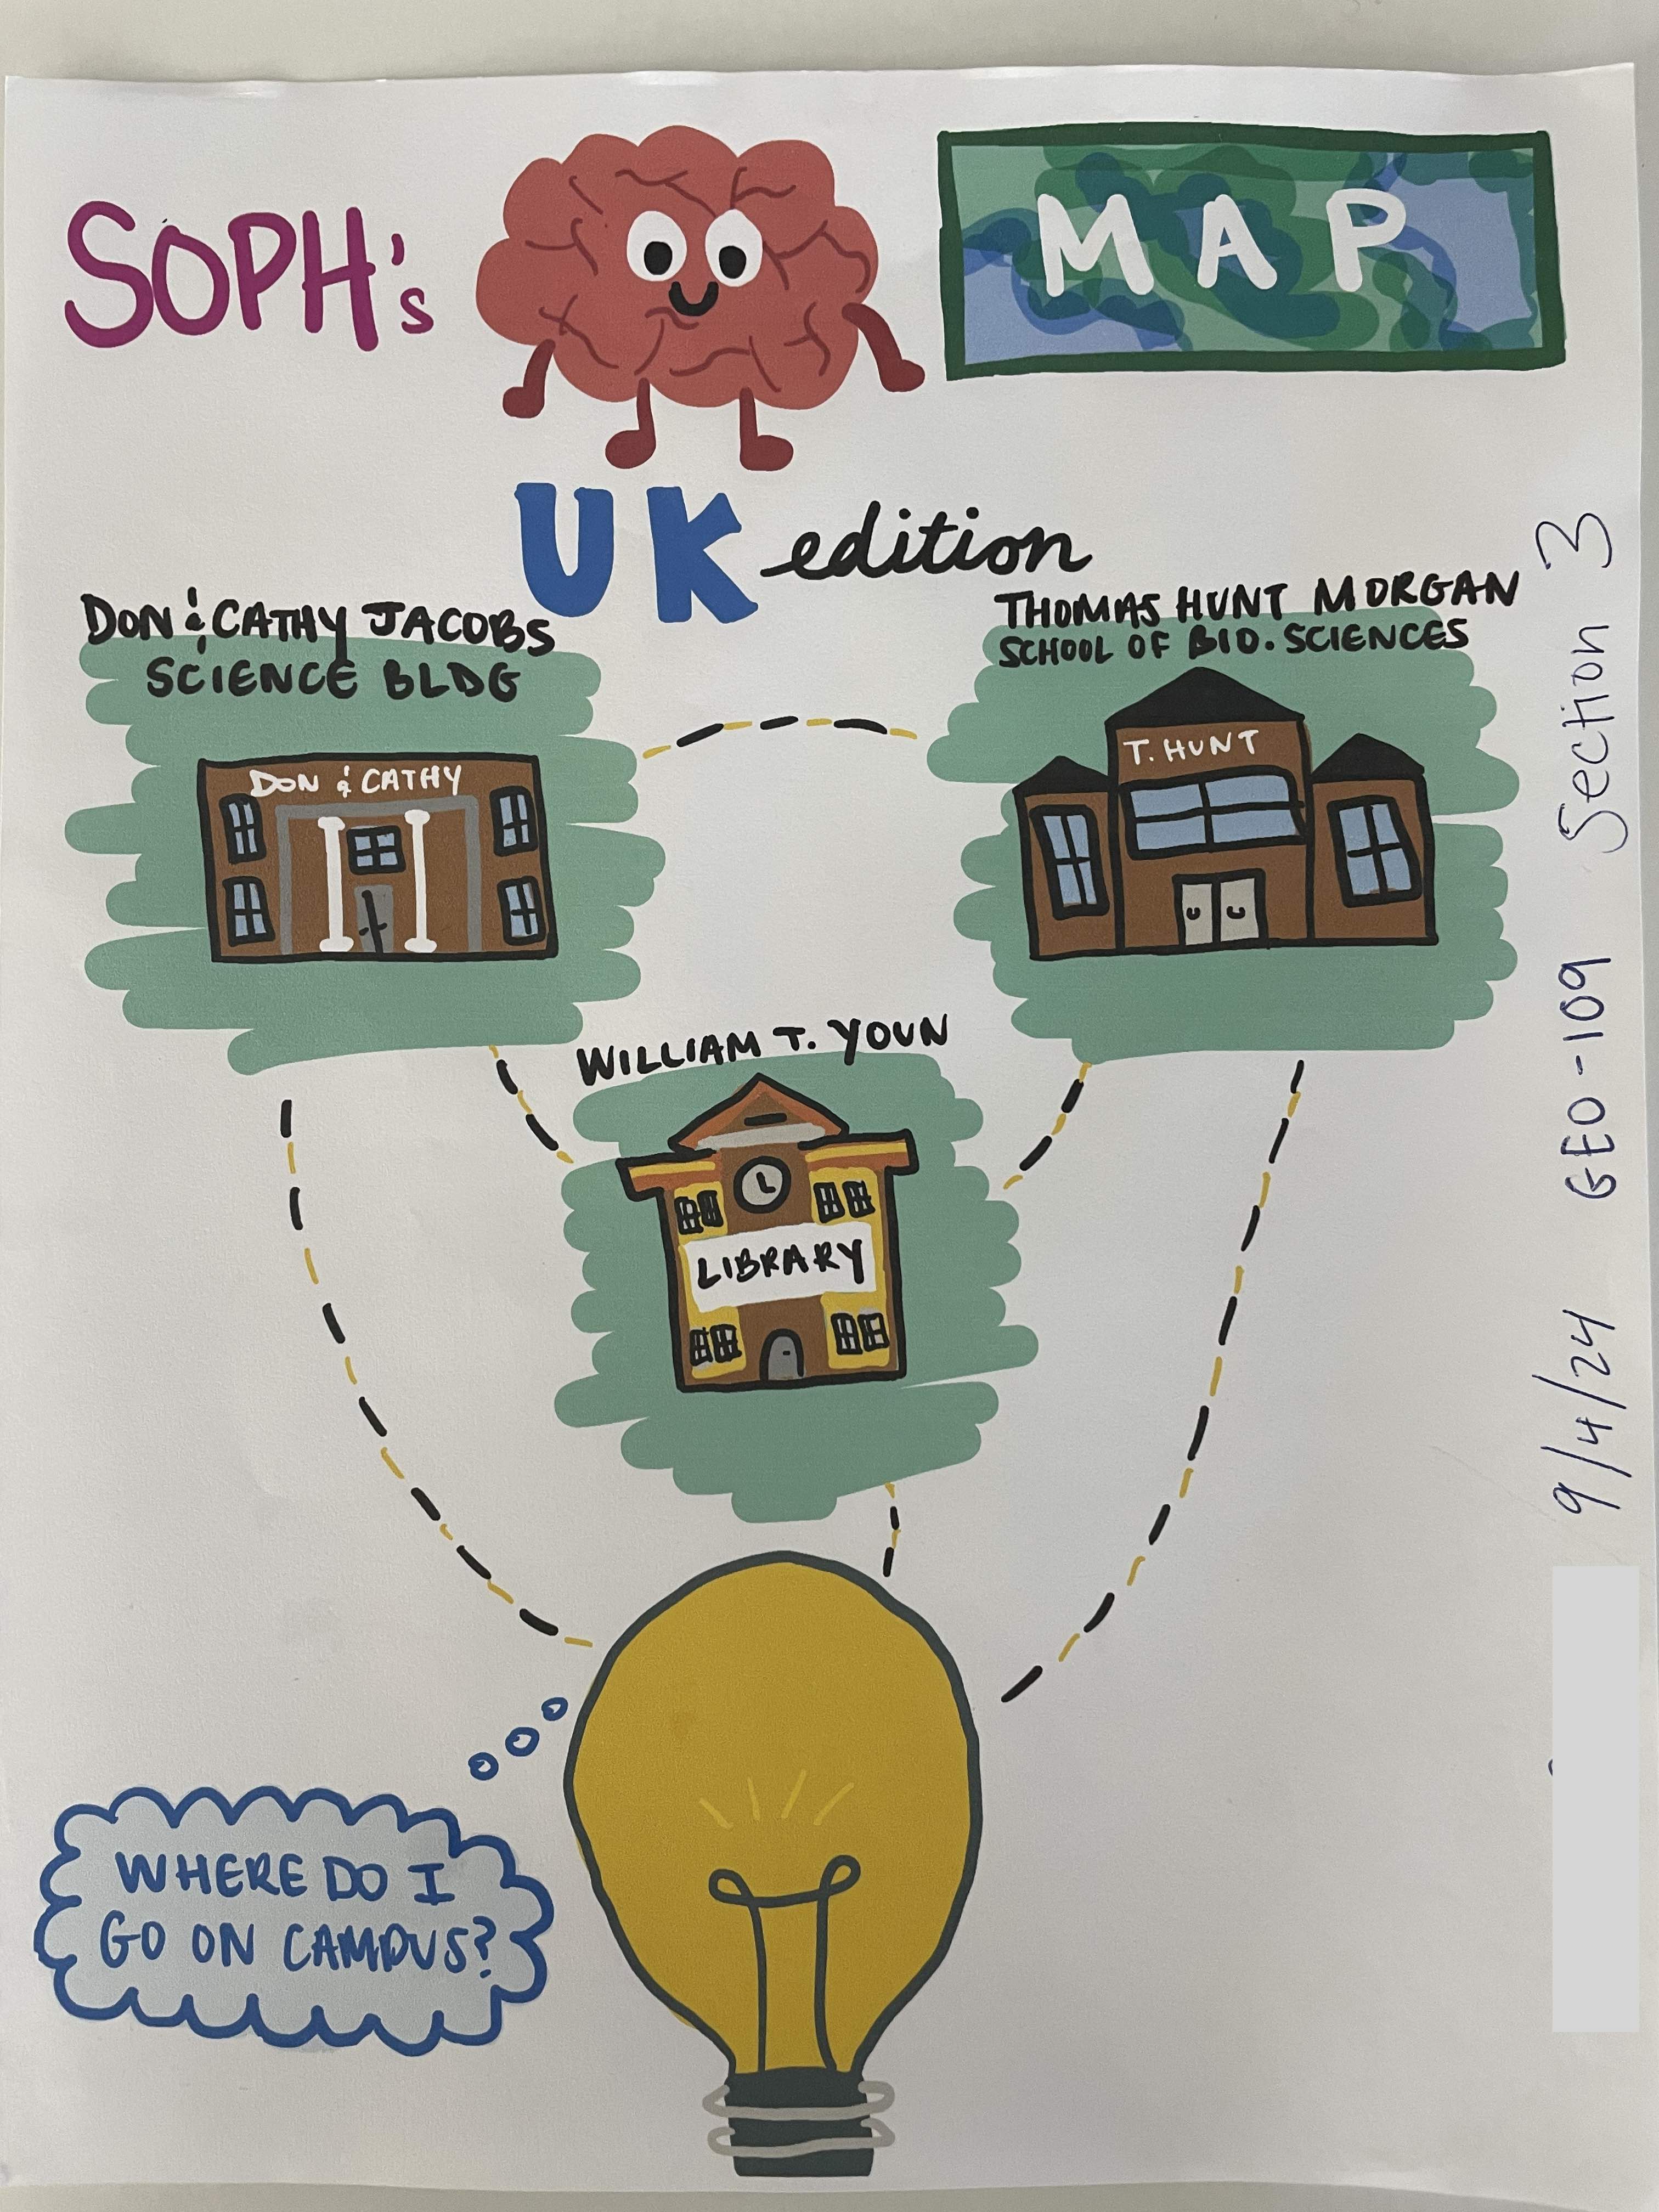 SOPH's
MAP
UK edition
DON & CATHY JACOBS
SCIENCE BLDG
THOMAS HUNT MORGAN
SCHOOL OF BIO. SCIENCES
DON & CATHY
T. HUNT
WILLIAM T. YOUN
LIBRARY
WHERE DO I
GO ON CAMPUS?
9/4/24 GEO-109 Section 3